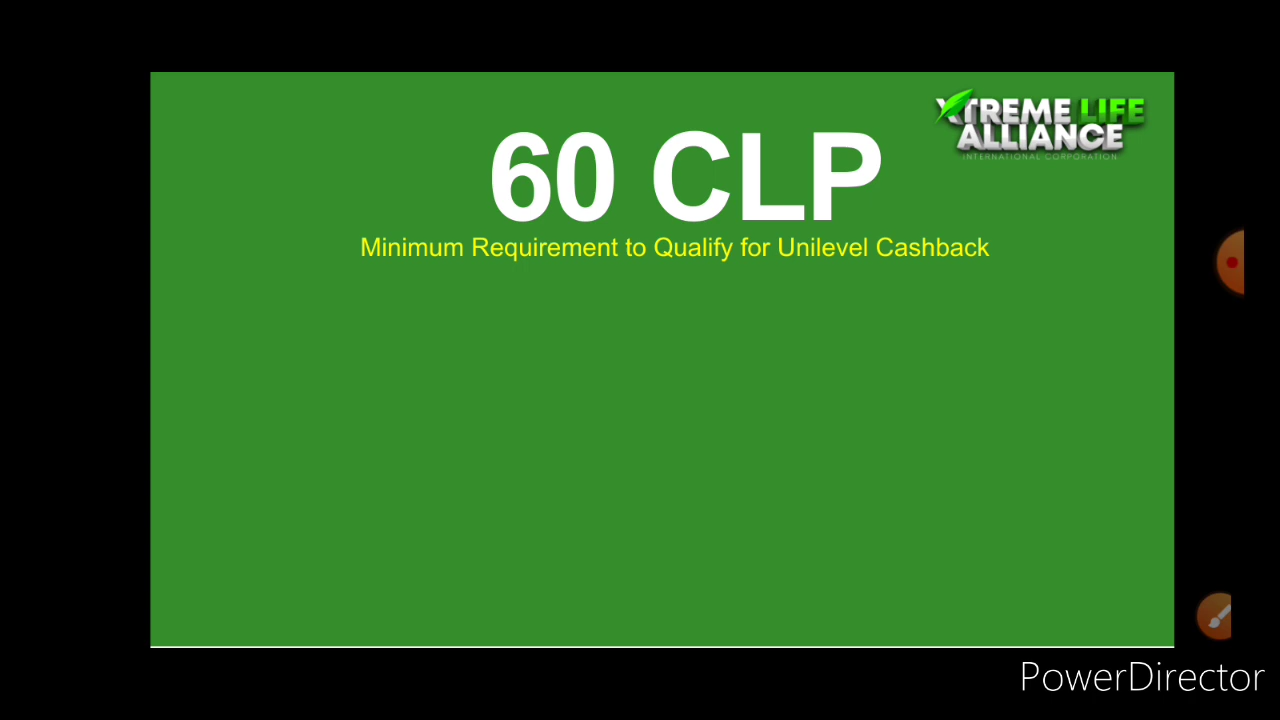 XTREME LIFE
ALLIANCE
INTERNATIONAL CORPORATION
60 CLP
Minimum Requirement to Qualify for Unilevel Cashback
PowerDirector